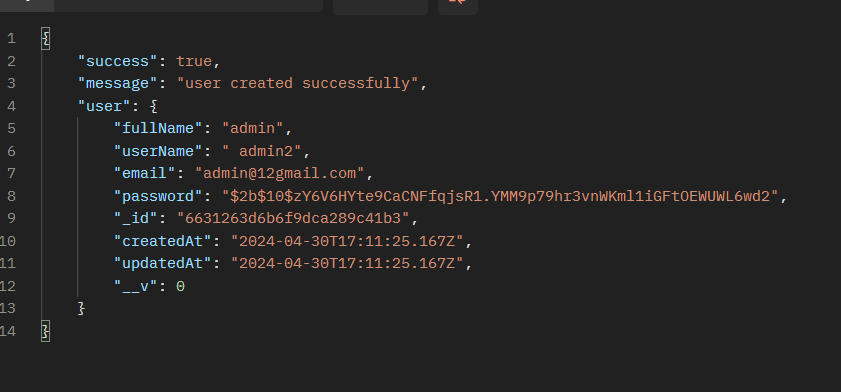 1 {
2 "success": true,
3 "message": "user created successfully",
4 "user": {
5 "fullName": "admin",
6 "userName": " admin2",
7 "email": "admin@12gmail.com",
8 "password": "$2b$10$zY6V6HYte9CaCNFfqjsR1.YMM9p79hr3vnWKml1iGFtOEWUWL6wd2",
9 "_id": "6631263d6b6f9dca289c41b3",
10 "createdAt": "2024-04-30T17:11:25.167Z",
11 "updatedAt": "2024-04-30T17:11:25.167Z",
12 "__v": 0
13 }
14 }